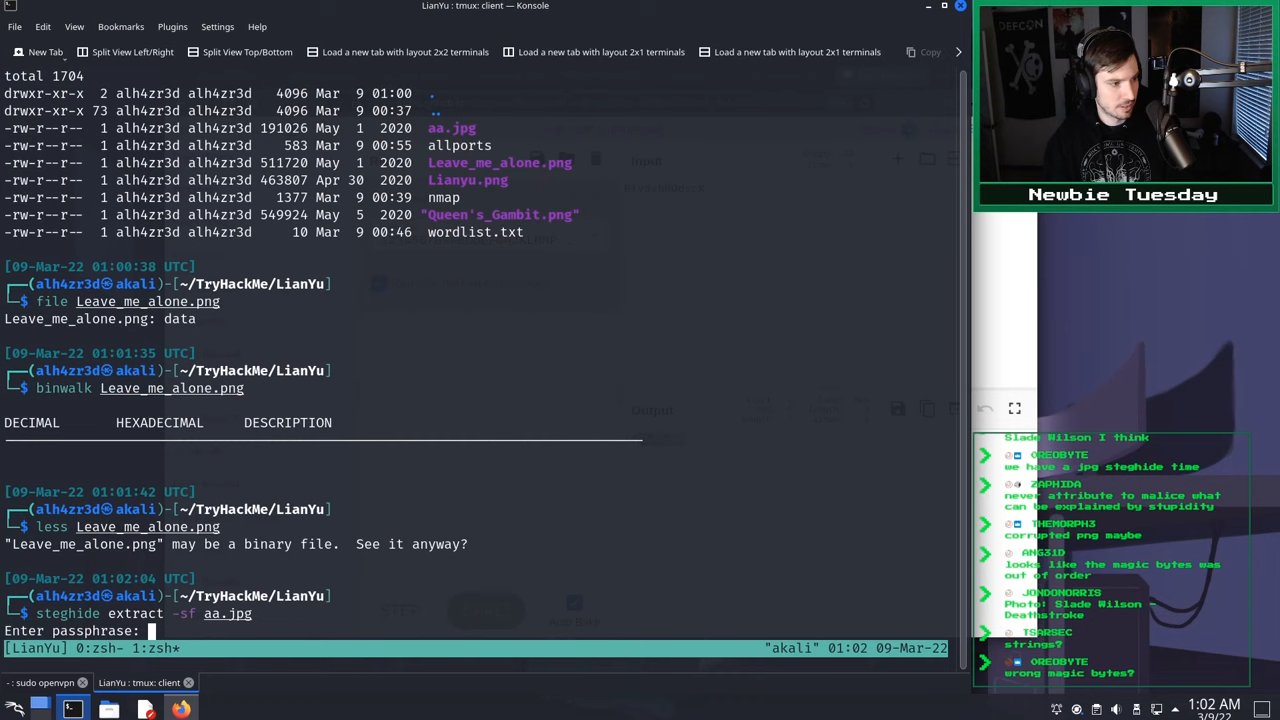 LianYu : tmux: client — Konsole
File Edit View Bookmarks Plugins Settings Help
New Tab Split View Left/Right Split View Top/Bottom Load a new tab with layout 2x2 terminals Load a new tab with layout 2x1 terminals Load a new tab with layout 2x1 terminals Copy
total 1704
drwxr-xr-x 2 alh4zr3d alh4zr3d 4096 Mar 9 01:00 .
drwxr-xr-x 73 alh4zr3d alh4zr3d 4096 Mar 9 00:37 ..
-rw-r--r-- 1 alh4zr3d alh4zr3d 191026 May 1 2020 aa.jpg
-rw-r--r-- 1 alh4zr3d alh4zr3d 583 Mar 9 00:55 allports
-rw-r--r-- 1 alh4zr3d alh4zr3d 511720 May 1 2020 Leave_me_alone.png
-rw-r--r-- 1 alh4zr3d alh4zr3d 463807 Apr 30 2020 Lianyu.png
-rw-r--r-- 1 alh4zr3d alh4zr3d 1377 Mar 9 00:30 nmap
-rw-r--r-- 1 alh4zr3d alh4zr3d 549924 May 5 2020 "Queen's_Gambit.png"
-rw-r--r-- 1 alh4zr3d alh4zr3d 10 Mar 9 00:46 wordlist.txt
[09-Mar-22 01:00:38 UTC]
┌──(alh4zr3d㉿akali)-[~/TryHackMe/LianYu]
└─$ file Leave_me_alone.png
Leave_me_alone.png: data
[09-Mar-22 01:01:35 UTC]
┌──(alh4zr3d㉿akali)-[~/TryHackMe/LianYu]
└─$ binwalk Leave_me_alone.png
DECIMAL HEXADECIMAL DESCRIPTION
[09-Mar-22 01:01:42 UTC]
┌──(alh4zr3d㉿akali)-[~/TryHackMe/LianYu]
└─$ less Leave_me_alone.png
"Leave_me_alone.png" may be a binary file. See it anyway?
[09-Mar-22 01:02:04 UTC]
┌──(alh4zr3d㉿akali)-[~/TryHackMe/LianYu]
└─$ steghide extract -sf aa.jpg
Enter passphrase:
[LianYu] 0:zsh- 1:zsh* "akali" 01:02 09-Mar-22
- : sudo openvpn LianYu : tmux: client
Input
Output
DEFCON
Newbie Tuesday
Slade Wilson I think
OREOBYTE
we have a jpg steghide time
ZAPHIDA
never attribute to malice what
can be explained by stupidity
THEMORPH3
corrupted png maybe
ANG31D
looks like the magic bytes was
out of order
JONDONORRIS
Photo: Slade Wilson -
Deathstroke
TSARSEC
strings?
OREOBYTE
wrong magic bytes?
1:02 AM
3/9/22